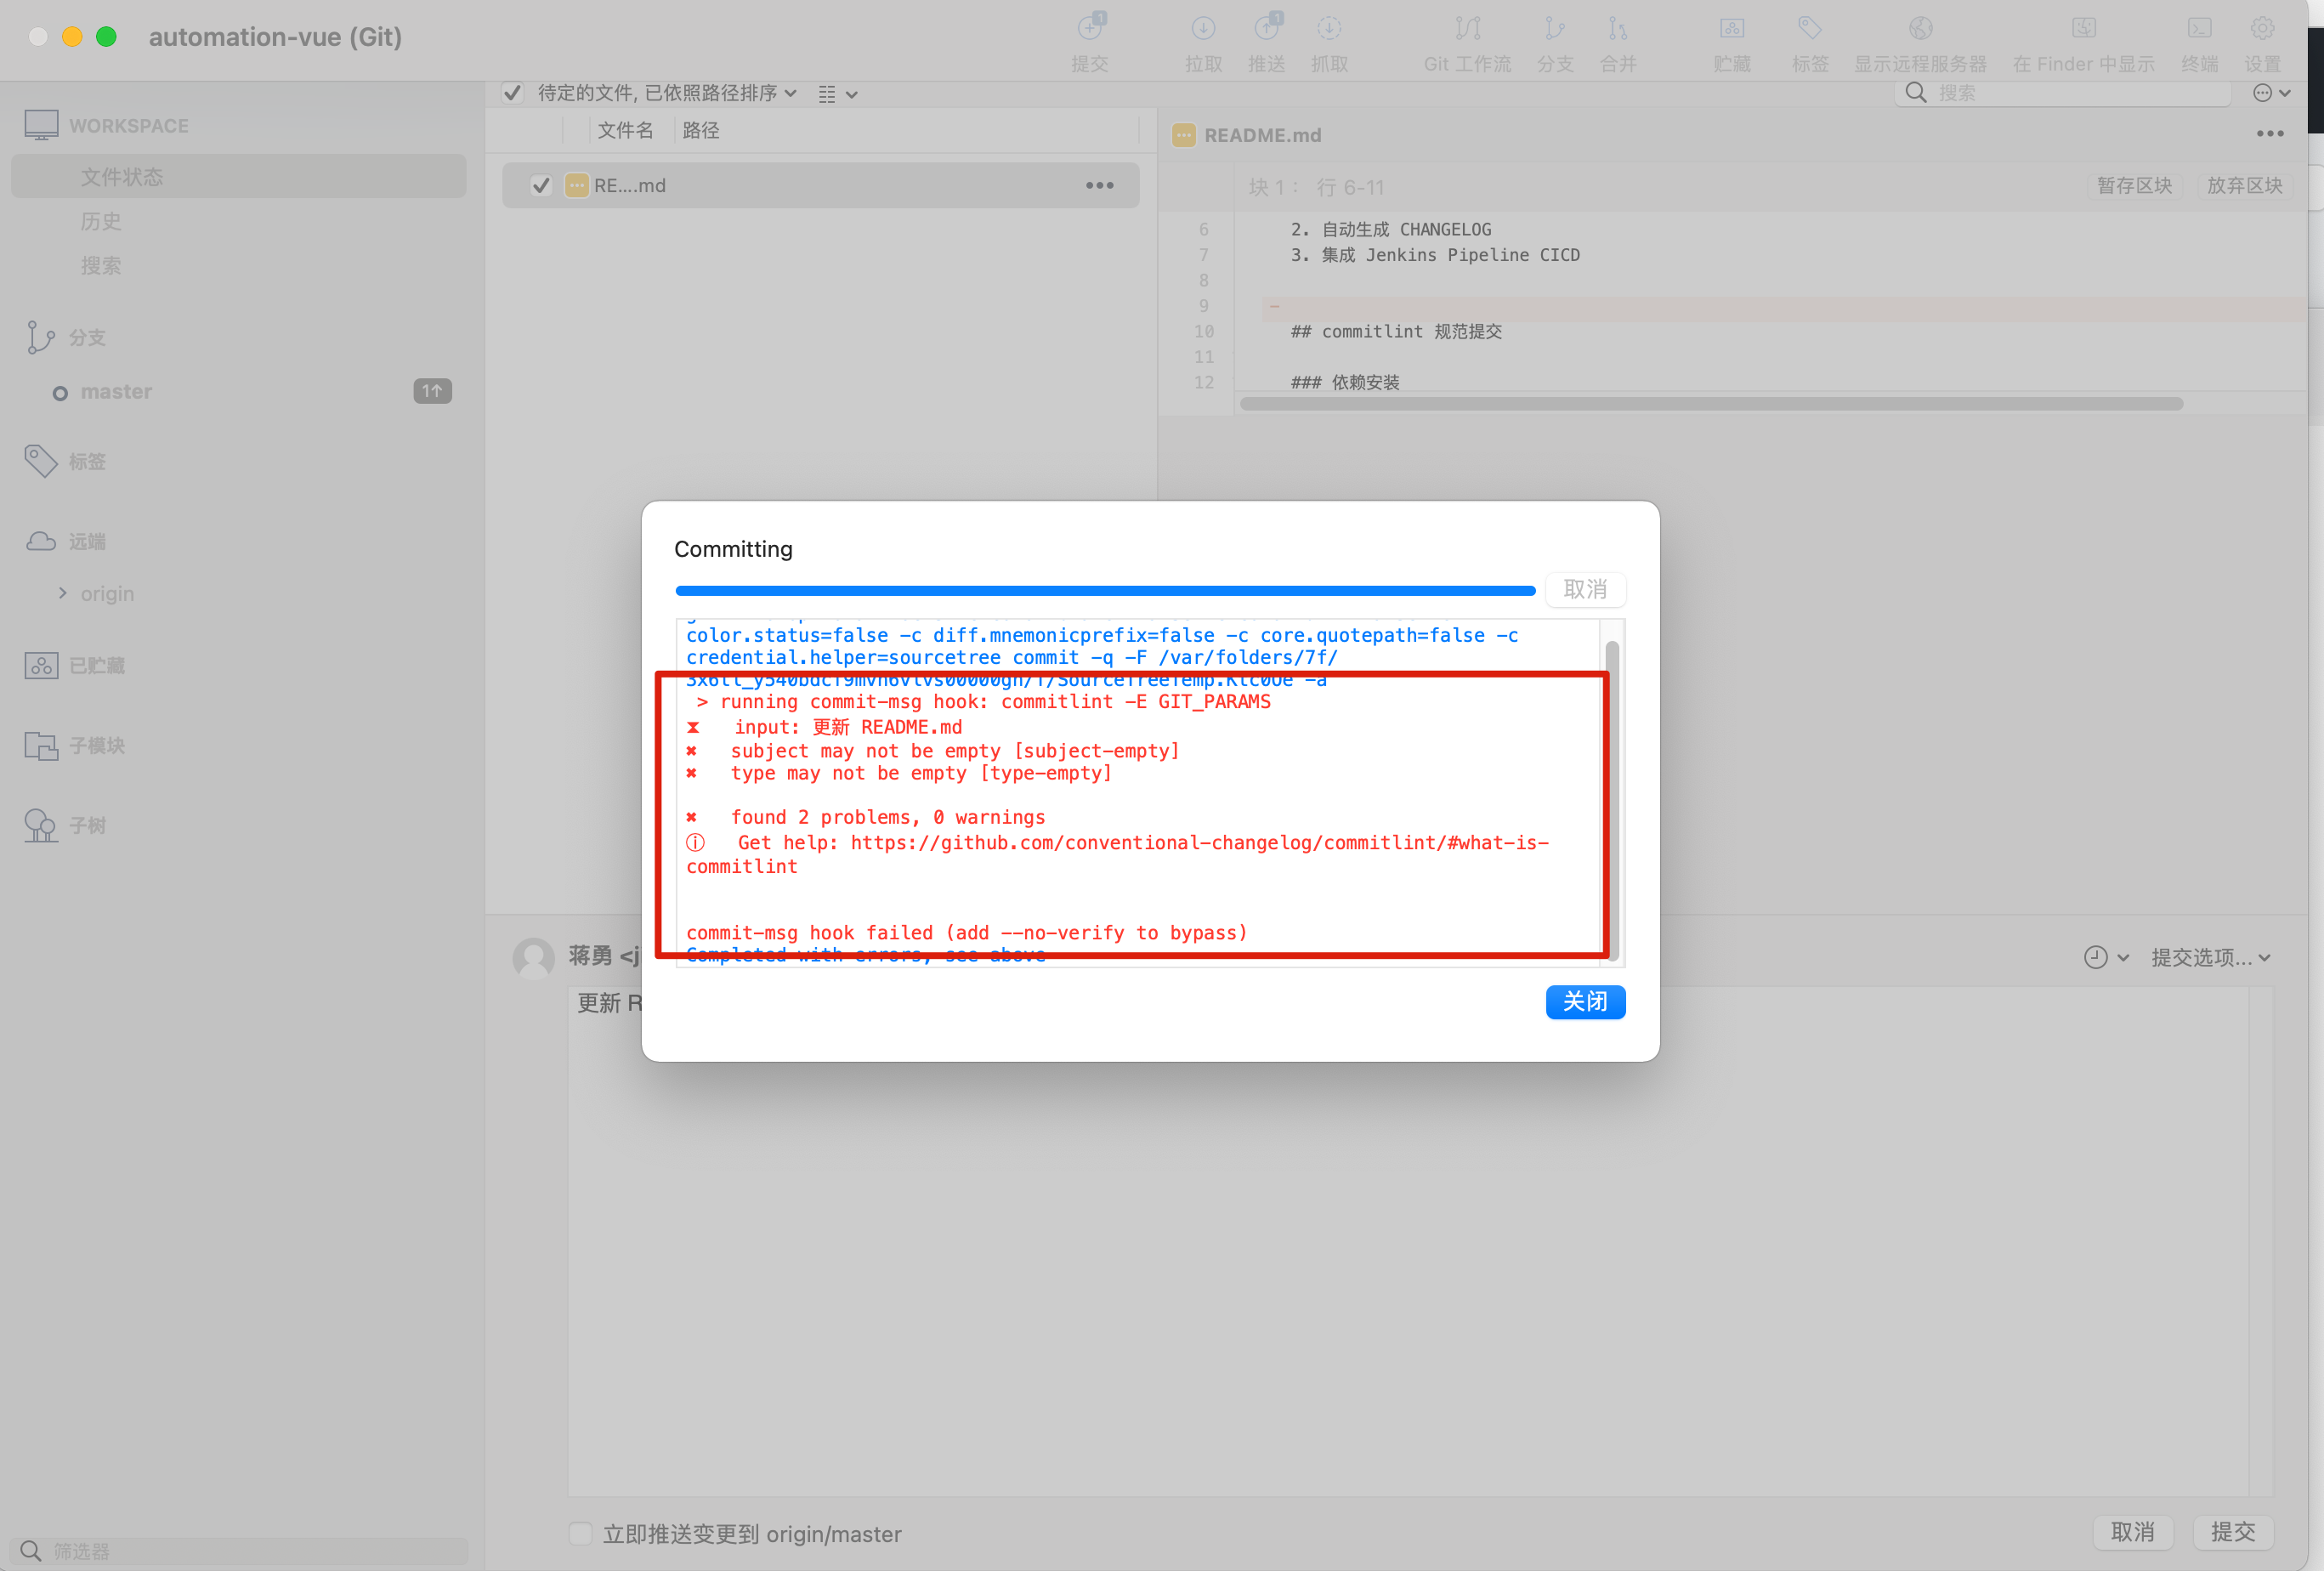 automation-vue (Git)
1
1
提交
拉取
推送
抓取
Git 工作流
分支
合并
贮藏
标签
显示远程服务器
在 Finder 中显示
终端
设置
待定的文件, 已依照路径排序
搜索
WORKSPACE
文件状态
历史
搜索
分支
master
1↑
标签
远端
origin
已贮藏
子模块
子树
筛选器
文件名
路径
RE....md
README.md
块 1： 行 6-11
暂存区块
放弃区块
6 2. 自动生成 CHANGELOG
7 3. 集成 Jenkins Pipeline CICD
8
9 -
10 ## commitlint 规范提交
11
12 ### 依赖安装
Committing
取消
color.status=false -c diff.mnemonicprefix=false -c core.quotepath=false -c
credential.helper=sourcetree commit -q -F /var/folders/7f/
> running commit-msg hook: commitlint -E GIT_PARAMS
⧗ input: 更新 README.md
✖ subject may not be empty [subject-empty]
✖ type may not be empty [type-empty]
✖ found 2 problems, 0 warnings
ⓘ Get help: https://github.com/conventional-changelog/commitlint/#what-is-
commitlint
commit-msg hook failed (add --no-verify to bypass)
Completed with errors, see above
关闭
蒋勇 <j
提交选项...
更新 R
立即推送变更到 origin/master
取消
提交